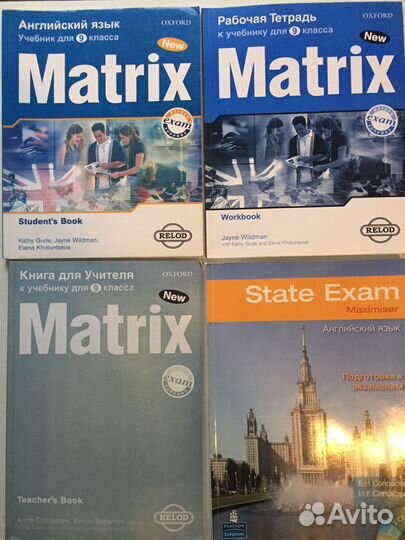 Английский язык
OXFORD
Учебник для 9 класса
New
Matrix
exam
Student's Book
Kathy Gude, Jayne Wildman,
Elena Khotuntseva
RELOD
Рабочая Тетрадь
OXFORD
к учебнику для 9 класса
New
Matrix
exam
Workbook
Jayne Wildman
with Kathy Gude and Elena Khotuntseva
RELOD
Книга для Учителя
OXFORD
к учебнику для 9 класса
New
Matrix
exam
Teacher's Book
RELOD
State Exam
Maximiser
Английский язык
Подготовка к
экзаменам
Е.Н.Соловова
PEARSON
Longman
Avito